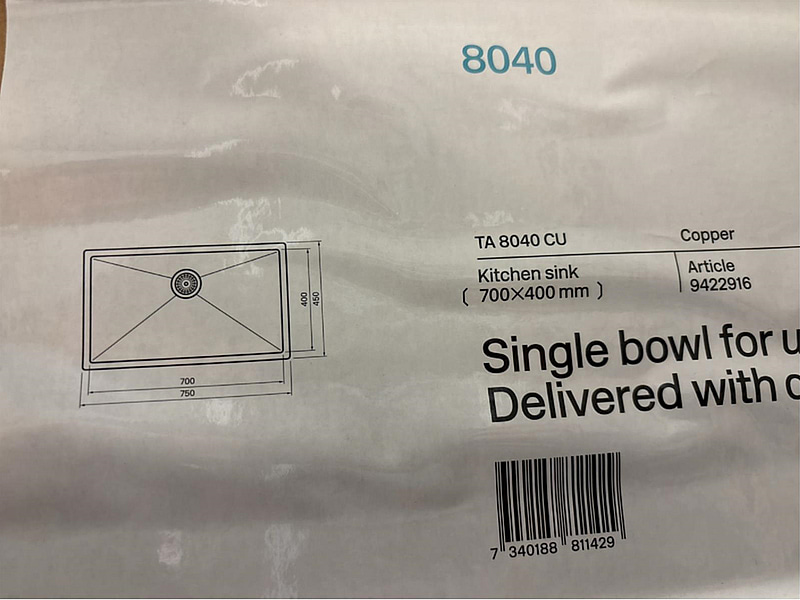 8040
TA 8040 CU
Copper
Kitchen sink
( 700×400 mm )
Article
9422916
400
450
700
750
Single bowl for u
Delivered with
7 340188 811429